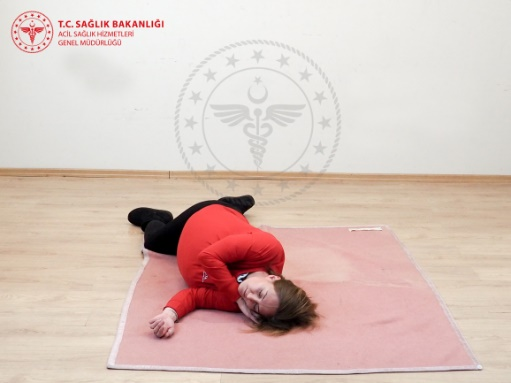 T.C. SAĞLIK BAKANLIĞI
ACİL SAĞLIK HİZMETLERİ
GENEL MÜDÜRLÜĞÜ